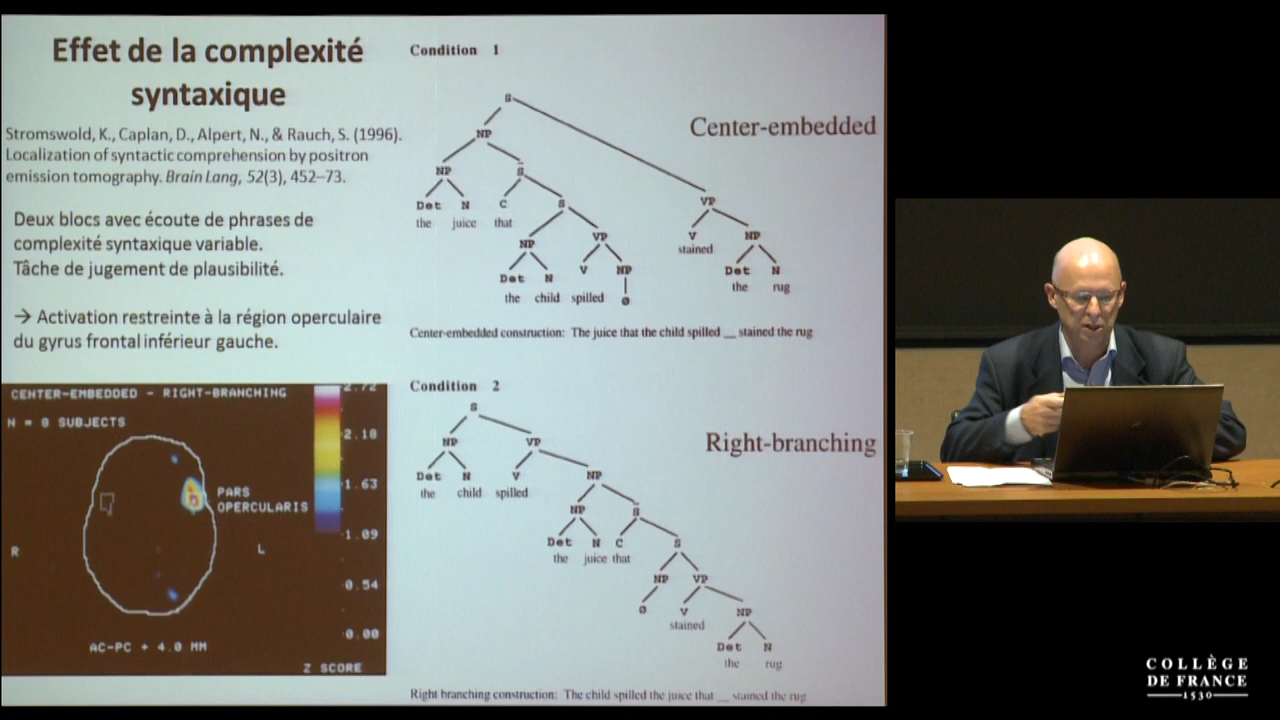 Effet de la complexité
syntaxique
Stromswold, K., Caplan, D., Alpert, N., & Rauch, S. (1996).
Localization of syntactic comprehension by positron
emission tomography. Brain Lang, 52(3), 452–73.
Deux blocs avec écoute de phrases de
complexité syntaxique variable.
Tâche de jugement de plausibilité.
→ Activation restreinte à la région operculaire
du gyrus frontal inférieur gauche.
CENTER-EMBEDDED - RIGHT-BRANCHING
N = 8 SUBJECTS
2.72
2.18
1.63
1.09
0.54
0.00
PARS
OPERCULARIS
R
L
AC-PC + 4.0 MM
Z SCORE
Condition 1
Center-embedded
S
NP
NP
S
VP
Det N C S V NP
the juice that stained
NP VP
Det N
the rug
Det N V NP
the child spilled ø
Center-embedded construction: The juice that the child spilled __ stained the rug
Condition 2
Right-branching
S
NP VP
Det N V NP
the child spilled
NP S
Det N C S
the juice that
NP VP
ø V NP
stained
Det N
the rug
Right branching construction: The child spilled the juice that __ stained the rug
COLLÈGE
DE FRANCE
1530